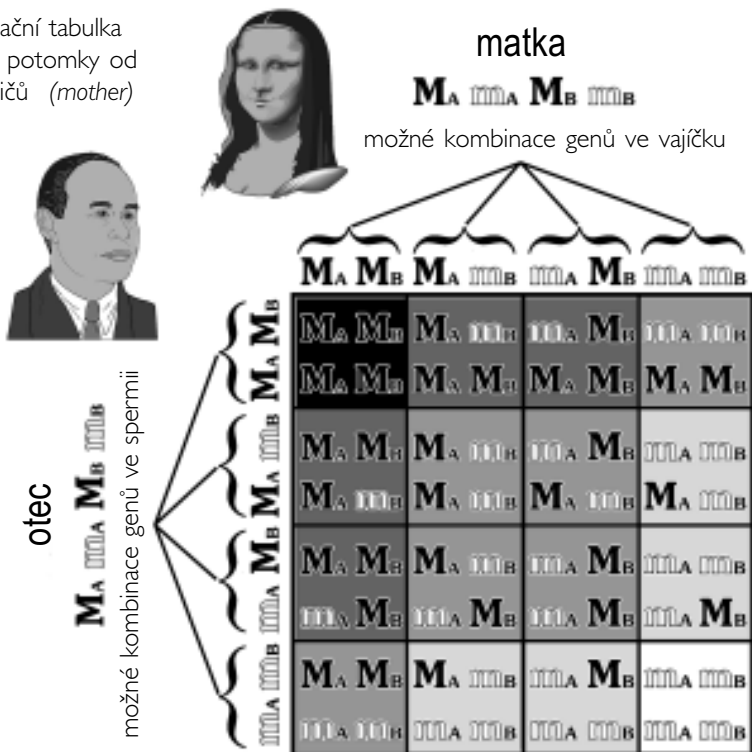 ační tabulka
potomky od
ičů (mother)
matka
MA mA MB mB
možné kombinace genů ve vajíčku
MA MB MA mB mA MB mA mB
otec
MA mA MB mB
možné kombinace genů ve spermii
MA MB
MA mB
mA MB
mA mB
MA MB MA mB mA MB mA mB
MA MB MA MB MA MB MA MB
MA MB MA mB mA MB mA mB
MA mB MA mB MA mB MA mB
MA MB MA mB mA MB mA mB
mA MB mA MB mA MB mA MB
MA MB MA mB mA MB mA mB
mA mB mA mB mA mB mA mB